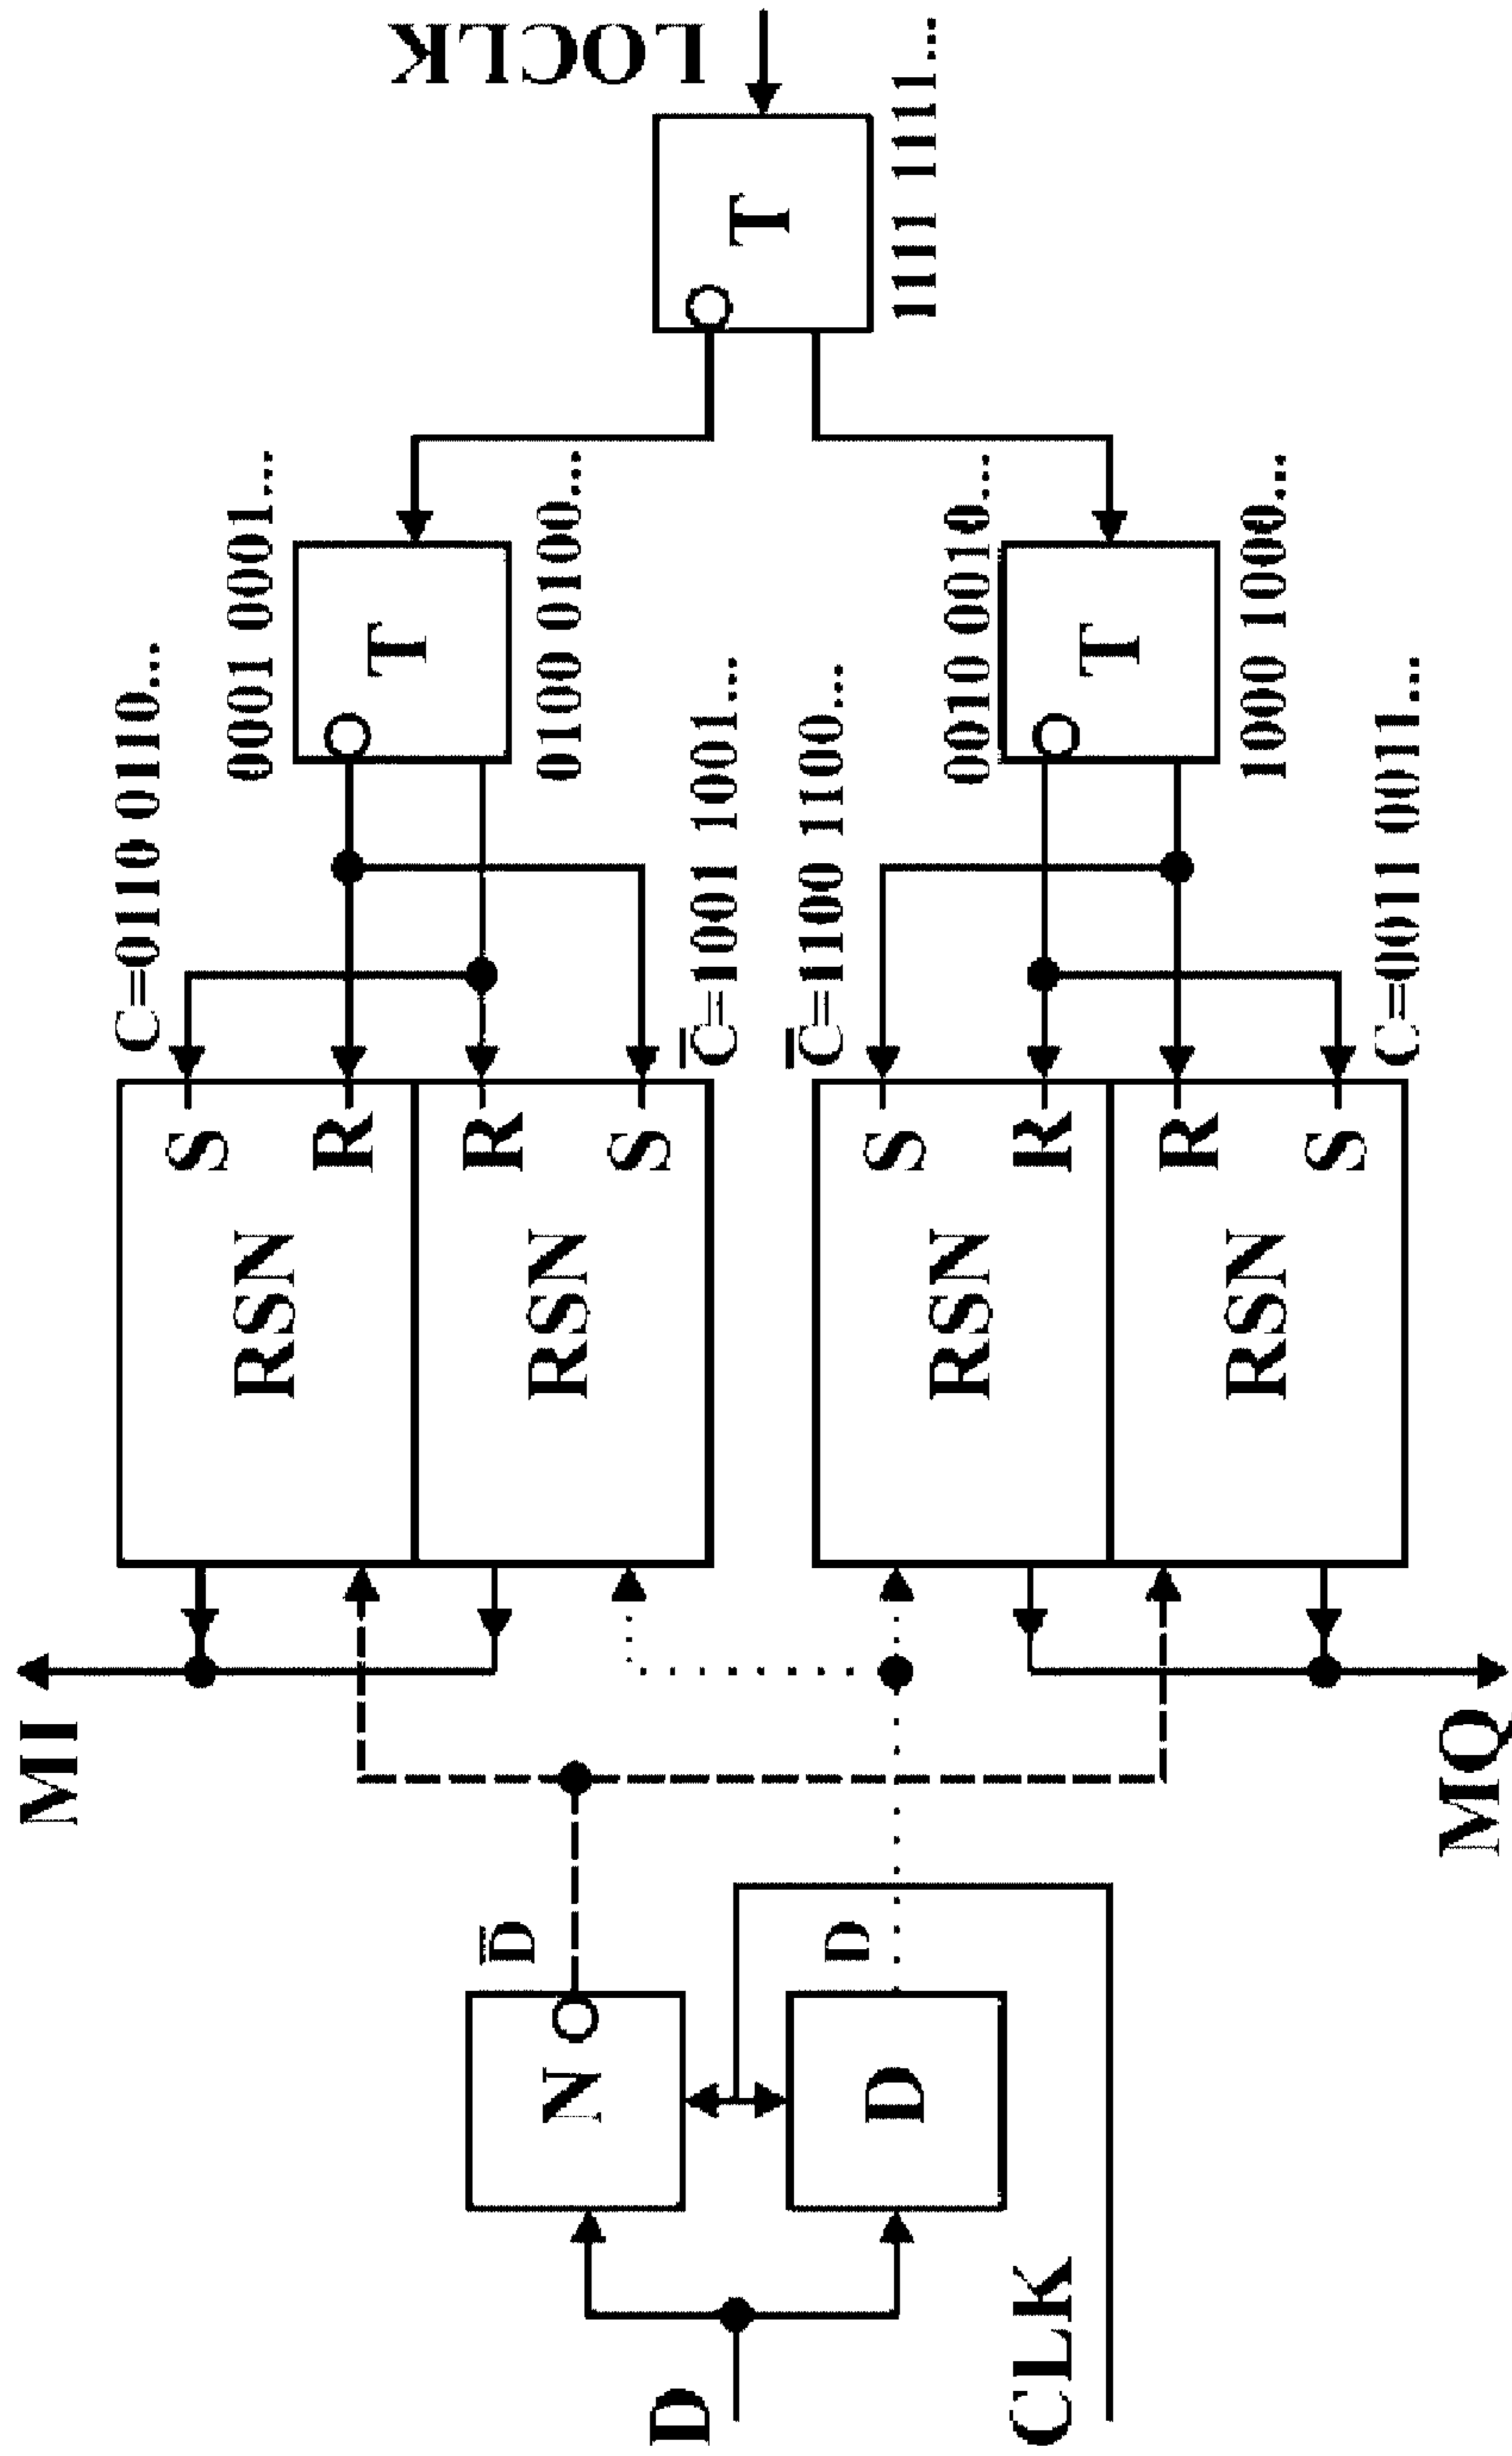 LOCLK
T
1111 1111...
0001 0001...
T
0100 0100...
0010 0010...
T
1000 1000...
C=0110 0110...
C̅=1001 1001...
C̅=1100 1100...
C=0011 0011...
S
R
R
S
S
R
R
S
RSN
RSN
RSN
RSN
MI
MQ
D̅
D
N
D
D
CLK